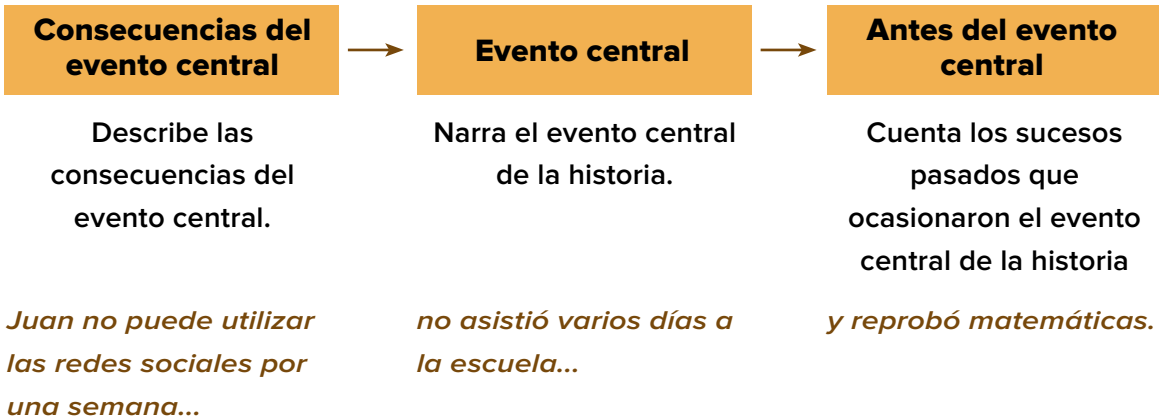 Consecuencias del
evento central
Evento central
Antes del evento
central
Describe las
consecuencias del
evento central.
Narra el evento central
de la historia.
Cuenta los sucesos
pasados que
ocasionaron el evento
central de la historia
Juan no puede utilizar
las redes sociales por
una semana...
no asistió varios días a
la escuela...
y reprobó matemáticas.